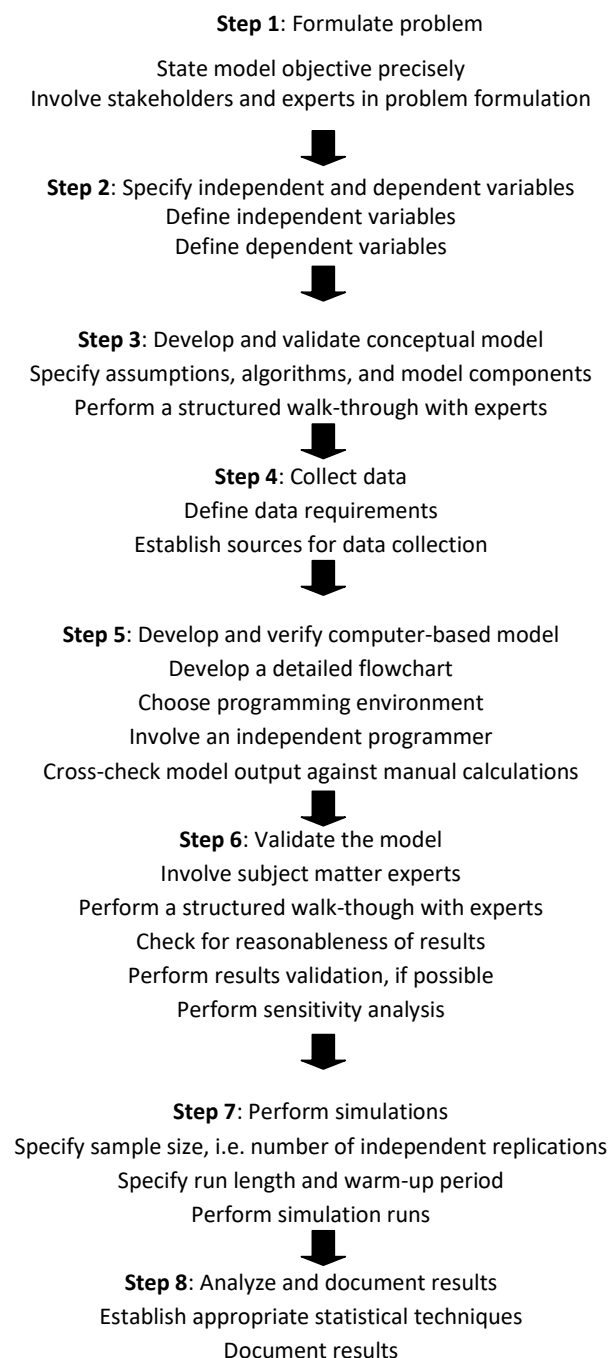 Step 1: Formulate problem
State model objective precisely
Involve stakeholders and experts in problem formulation
Step 2: Specify independent and dependent variables
Define independent variables
Define dependent variables
Step 3: Develop and validate conceptual model
Specify assumptions, algorithms, and model components
Perform a structured walk-through with experts
Step 4: Collect data
Define data requirements
Establish sources for data collection
Step 5: Develop and verify computer-based model
Develop a detailed flowchart
Choose programming environment
Involve an independent programmer
Cross-check model output against manual calculations
Step 6: Validate the model
Involve subject matter experts
Perform a structured walk-though with experts
Check for reasonableness of results
Perform results validation, if possible
Perform sensitivity analysis
Step 7: Perform simulations
Specify sample size, i.e. number of independent replications
Specify run length and warm-up period
Perform simulation runs
Step 8: Analyze and document results
Establish appropriate statistical techniques
Document results